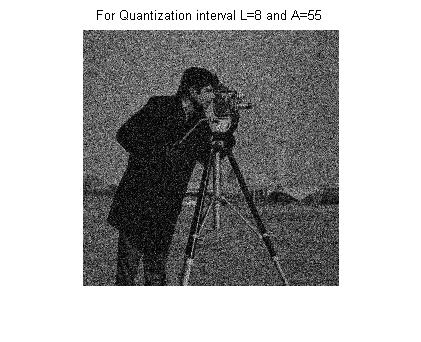 For Quantization interval L=8 and A=55